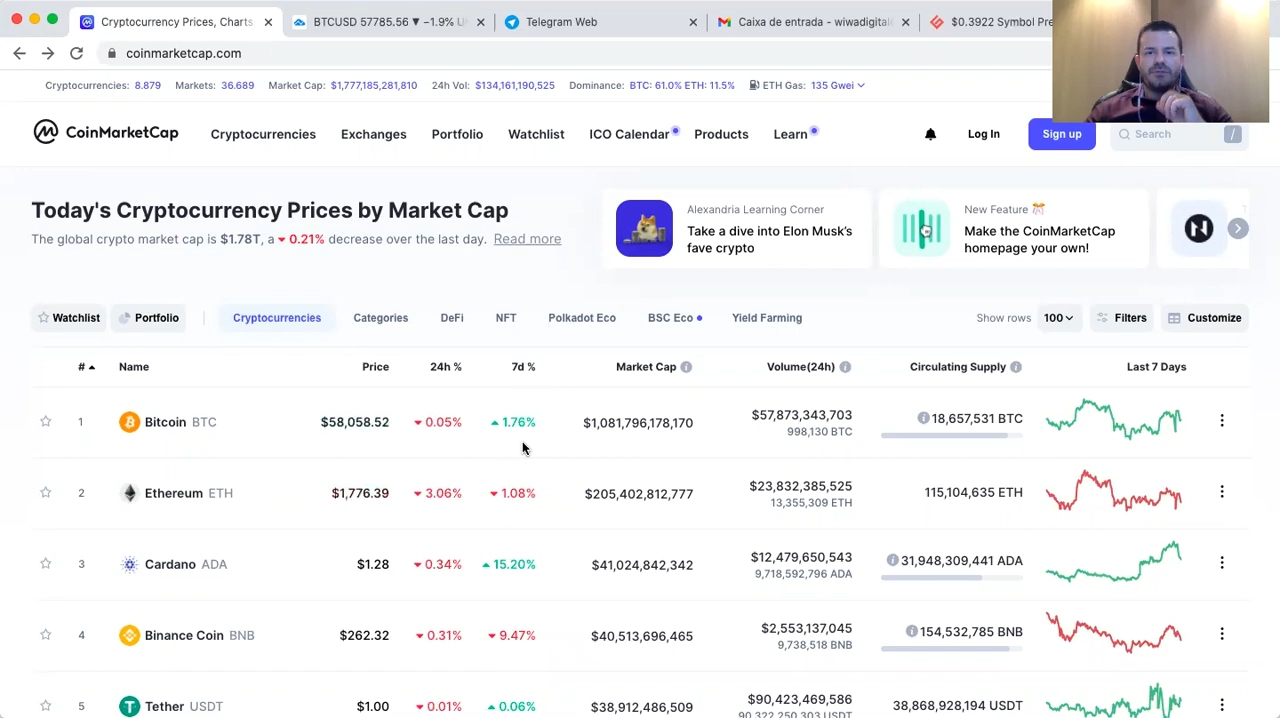 Cryptocurrency Prices, Charts
BTCUSD 57785.56 ▼ −1.9% U
Telegram Web
Caixa de entrada - wiwadigital
$0.3922 Symbol Pre
coinmarketcap.com
Cryptocurrencies: 8.879 Markets: 36.689 Market Cap: $1,777,185,281,810 24h Vol: $134,161,190,525 Dominance: BTC: 61.0% ETH: 11.5% ETH Gas: 135 Gwei
CoinMarketCap
Cryptocurrencies Exchanges Portfolio Watchlist ICO Calendar Products Learn Log In Sign up Search /
Today's Cryptocurrency Prices by Market Cap
The global crypto market cap is $1.78T, a ▼ 0.21% decrease over the last day. Read more
Alexandria Learning Corner
Take a dive into Elon Musk's
fave crypto
New Feature
Make the CoinMarketCap
homepage your own!
Watchlist Portfolio Cryptocurrencies Categories DeFi NFT Polkadot Eco BSC Eco Yield Farming Show rows 100 Filters Customize
# Name Price 24h % 7d % Market Cap Volume(24h) Circulating Supply Last 7 Days
1 Bitcoin BTC $58,058.52 ▼ 0.05% ▲ 1.76% $1,081,796,178,170 $57,873,343,703 18,657,531 BTC
998,130 BTC
2 Ethereum ETH $1,776.39 ▼ 3.06% ▼ 1.08% $205,402,812,777 $23,832,385,525 115,104,635 ETH
13,355,309 ETH
3 Cardano ADA $1.28 ▼ 0.34% ▲ 15.20% $41,024,842,342 $12,479,650,543 31,948,309,441 ADA
9,718,592,796 ADA
4 Binance Coin BNB $262.32 ▼ 0.31% ▼ 9.47% $40,513,696,465 $2,553,137,045 154,532,785 BNB
9,738,518 BNB
5 Tether USDT $1.00 ▼ 0.01% ▲ 0.06% $38,912,486,509 $90,423,469,586 38,868,928,194 USDT
90,322,250,303 USDT